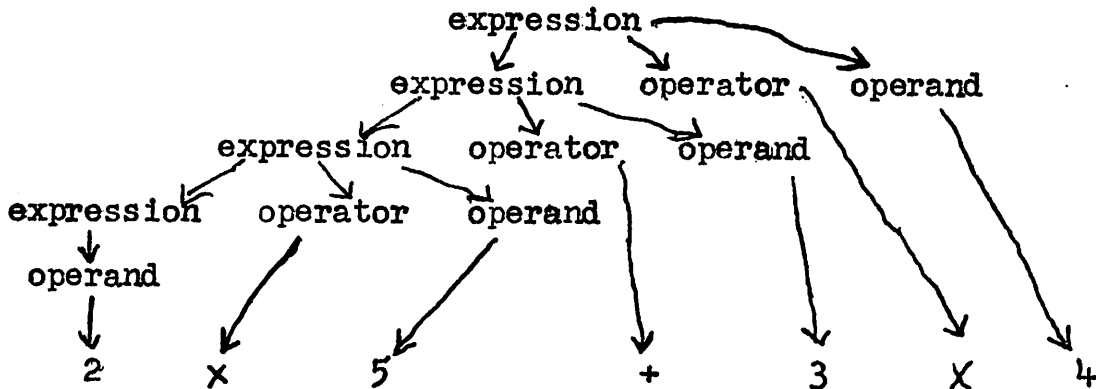 expression
expression operator operand
expression operator operand
expression operator operand
operand
2 x 5 + 3 X 4